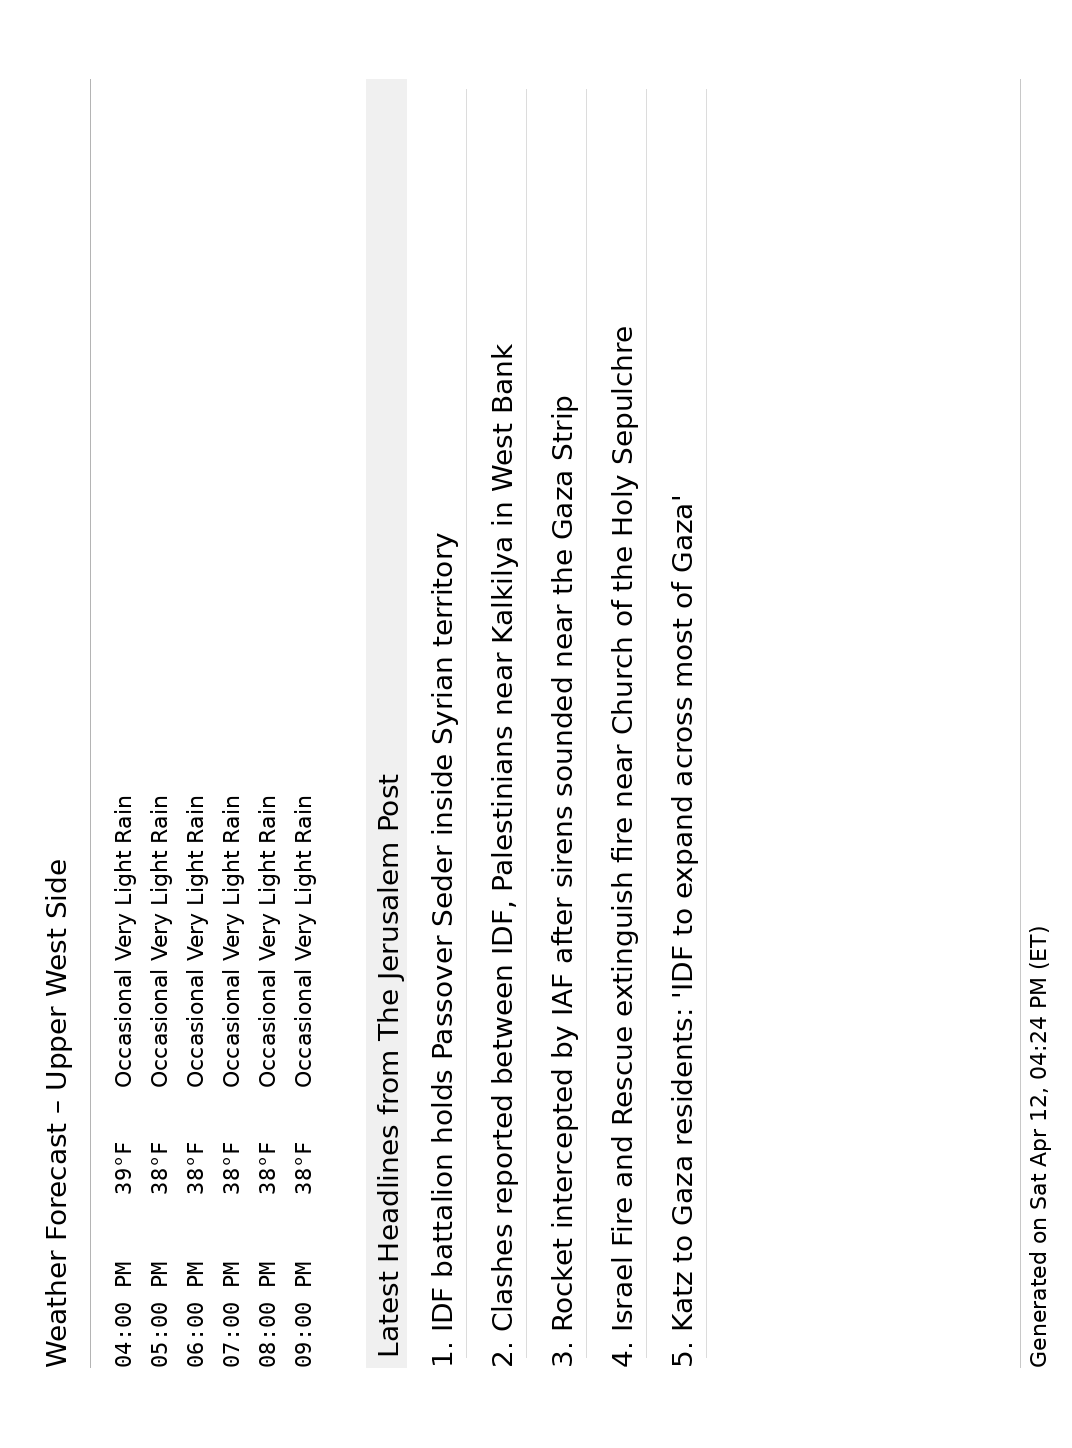 Weather Forecast – Upper West Side
04:00 PM 39°F Occasional Very Light Rain
05:00 PM 38°F Occasional Very Light Rain
06:00 PM 38°F Occasional Very Light Rain
07:00 PM 38°F Occasional Very Light Rain
08:00 PM 38°F Occasional Very Light Rain
09:00 PM 38°F Occasional Very Light Rain
Latest Headlines from The Jerusalem Post
1. IDF battalion holds Passover Seder inside Syrian territory
2. Clashes reported between IDF, Palestinians near Kalkilya in West Bank
3. Rocket intercepted by IAF after sirens sounded near the Gaza Strip
4. Israel Fire and Rescue extinguish fire near Church of the Holy Sepulchre
5. Katz to Gaza residents: 'IDF to expand across most of Gaza'
Generated on Sat Apr 12, 04:24 PM (ET)